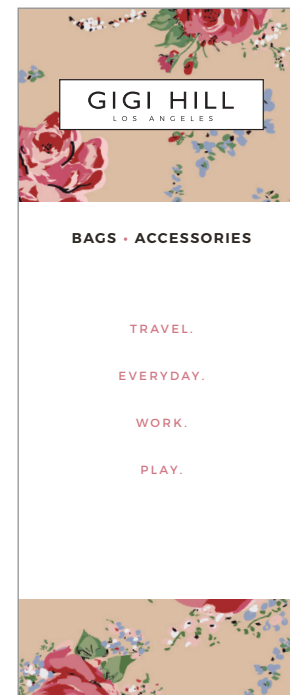 GIGI HILL
LOS ANGELES
BAGS • ACCESSORIES
TRAVEL.
EVERYDAY.
WORK.
PLAY.